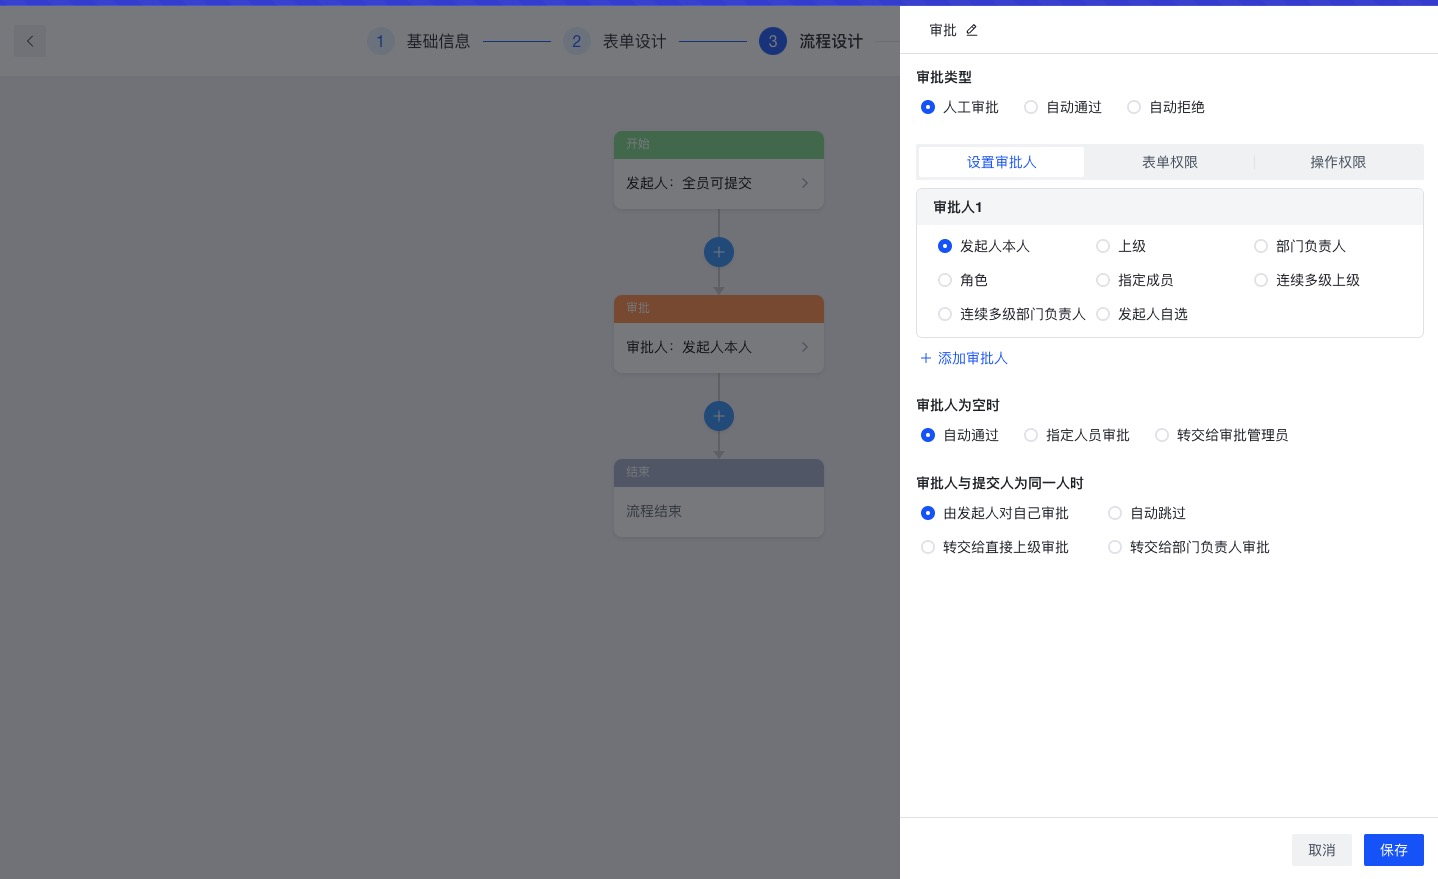 1 基础信息 2 表单设计 3 流程设计
开始
发起人：全员可提交
审批
审批人：发起人本人
结束
流程结束
审批
审批类型
人工审批 自动通过 自动拒绝
设置审批人 表单权限 操作权限
审批人1
发起人本人 上级 部门负责人
角色 指定成员 连续多级上级
连续多级部门负责人 发起人自选
+ 添加审批人
审批人为空时
自动通过 指定人员审批 转交给审批管理员
审批人与提交人为同一人时
由发起人对自己审批 自动跳过
转交给直接上级审批 转交给部门负责人审批
取消 保存